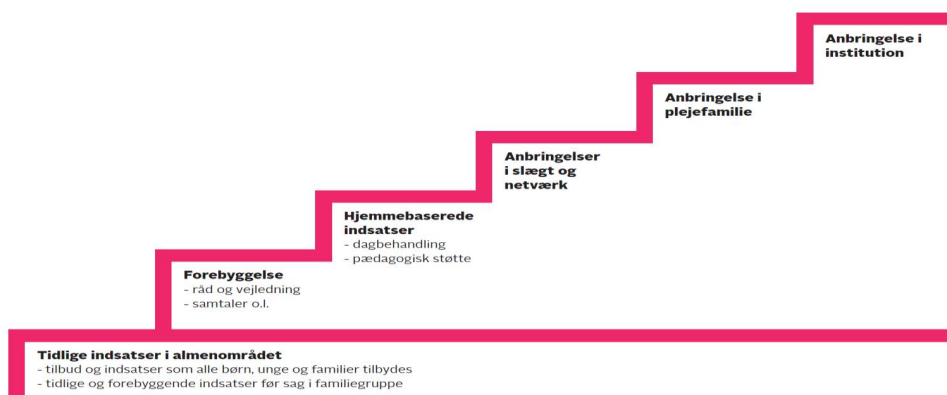 Anbringelse i
institution
Anbringelse i
plejefamilie
Anbringelser
i slægt og
netværk
Hjemmebaserede
indsatser
- dagbehandling
- pædagogisk støtte
Forebyggelse
- råd og vejledning
- samtaler o.l.
Tidlige indsatser i almenområdet
- tilbud og indsatser som alle børn, unge og familier tilbydes
- tidlige og forebyggende indsatser før sag i familiegruppe